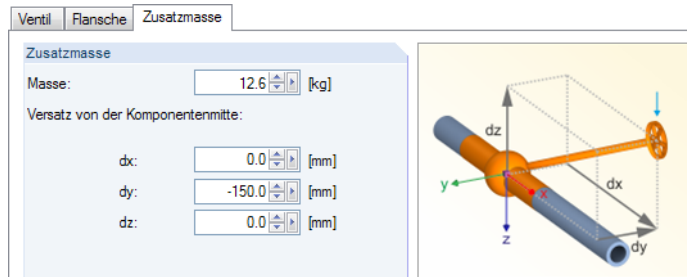 Ventil Flansche Zusatzmasse
Zusatzmasse
Masse: 12.6 [kg]
Versatz von der Komponentenmitte:
dx: 0.0 [mm]
dy: -150.0 [mm]
dz: 0.0 [mm]
dz
y
x
dx
z
dy